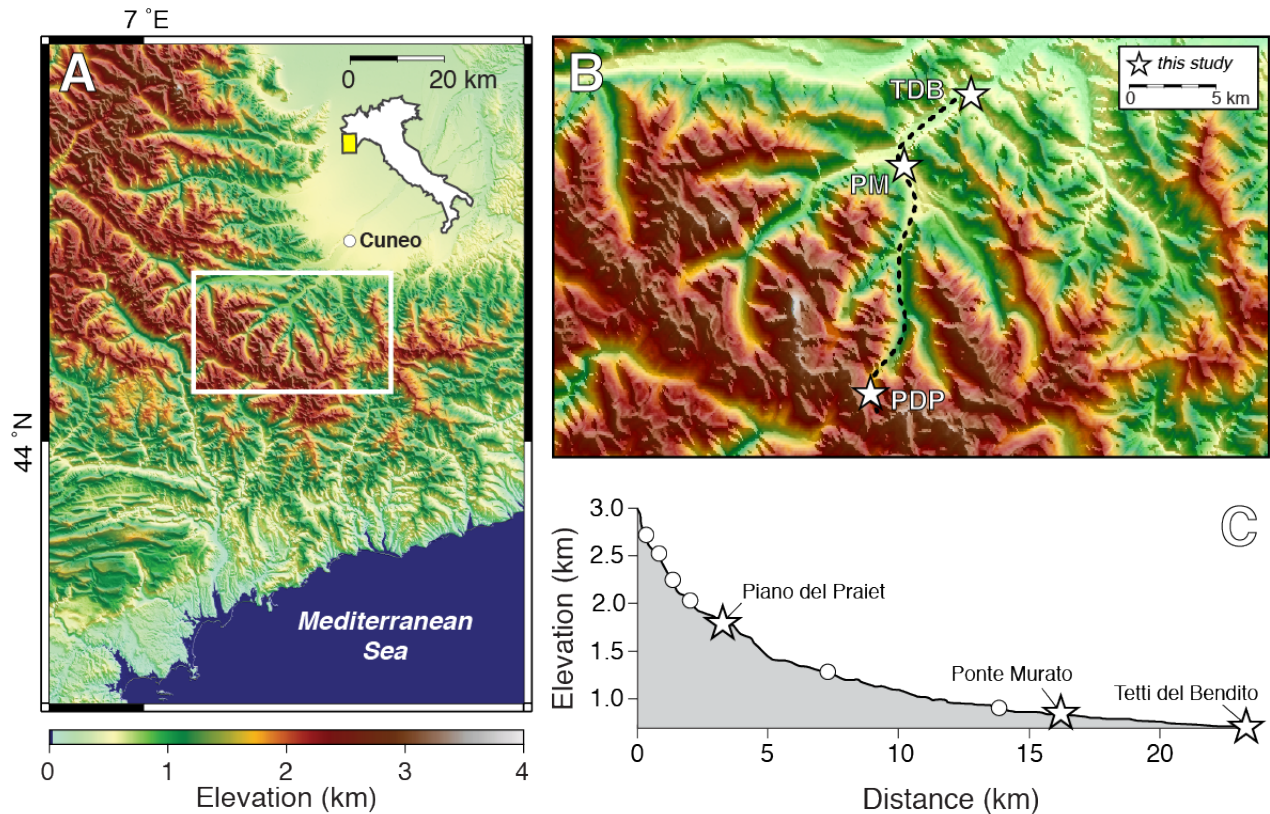 7 °E
A
0 20 km
Cuneo
44 °N
Mediterranean
Sea
0 1 2 3 4
Elevation (km)
B
this study
0 5 km
TDB
PM
PDP
C
3.0
2.5
2.0
1.5
1.0
Elevation (km)
Piano del Praiet
Ponte Murato
Tetti del Bendito
0 5 10 15 20
Distance (km)